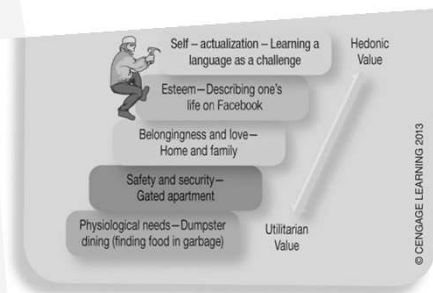 Self – actualization – Learning a
language as a challenge
Hedonic
Value
Esteem—Describing one's
life on Facebook
Belongingness and love—
Home and family
Safety and security—
Gated apartment
Physiological needs—Dumpster
dining (finding food in garbage)
Utilitarian
Value
© CENGAGE LEARNING 2013